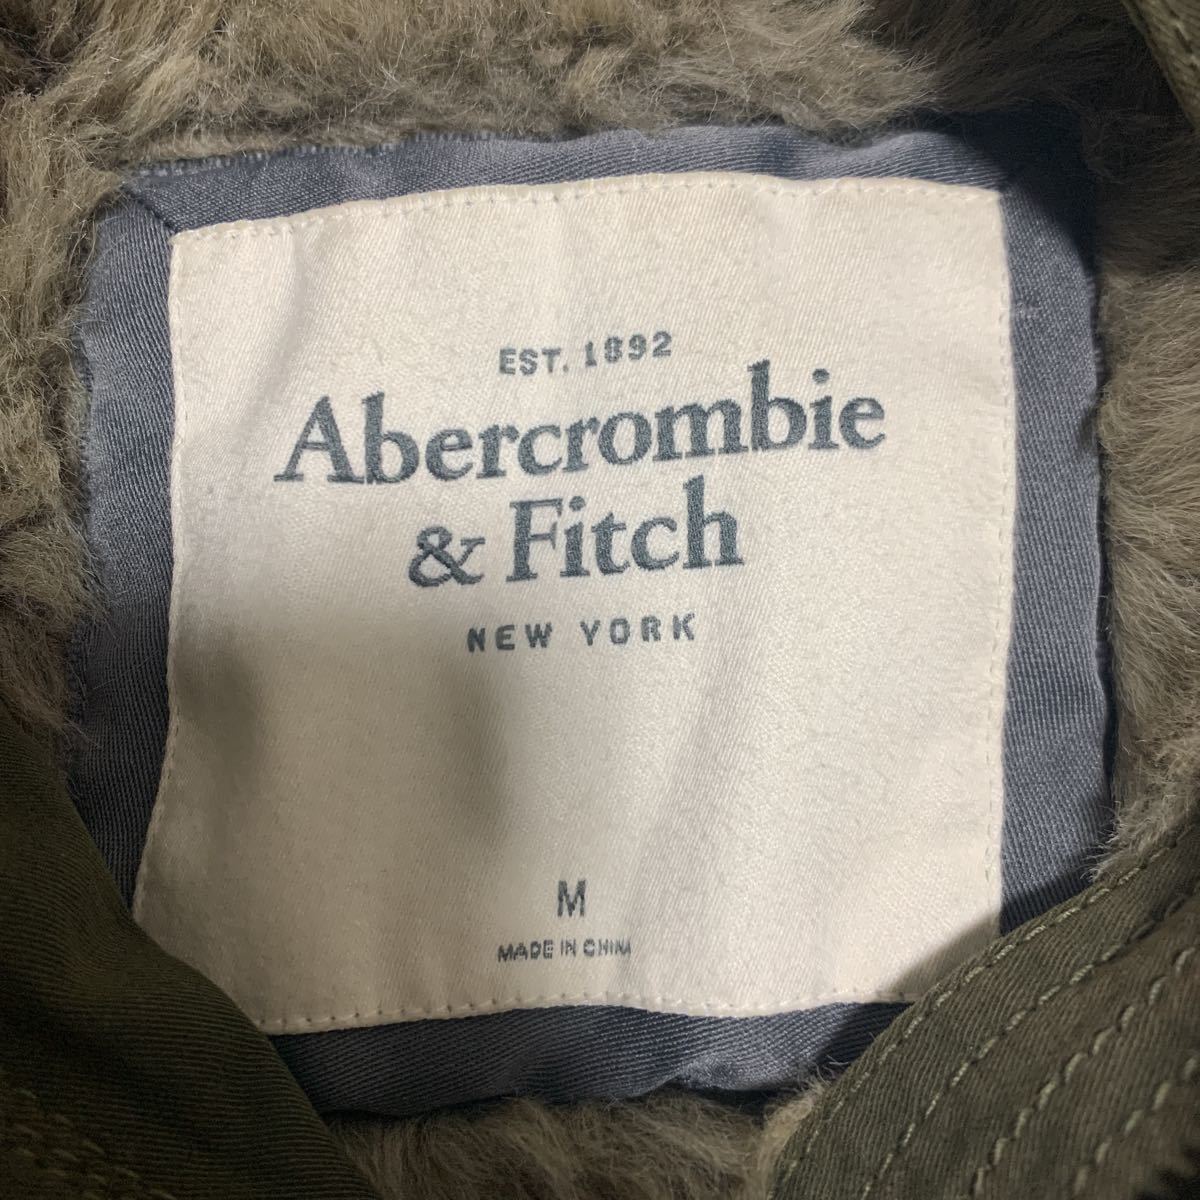 EST. 1892
Abercrombie
& Fitch
NEW YORK
M
MADE IN CHINA